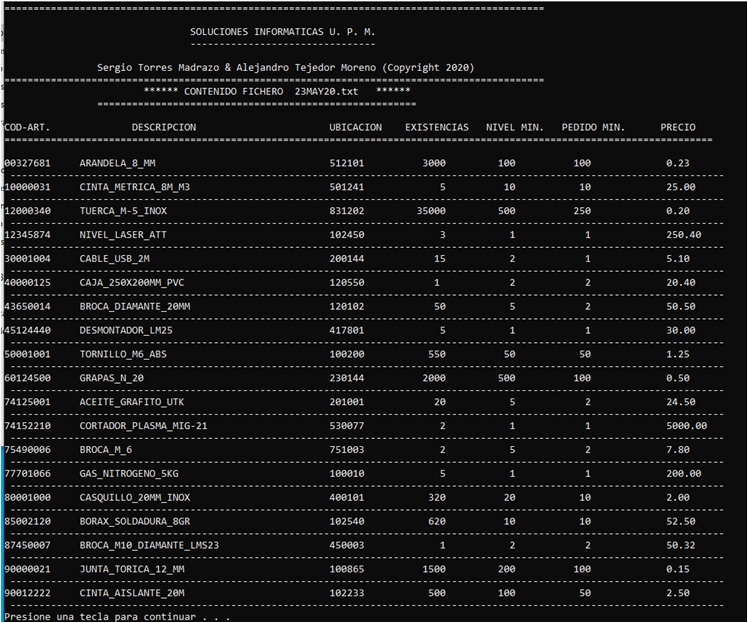 SOLUCIONES INFORMATICAS U. P. M.
Sergio Torres Madrazo & Alejandro Tejedor Moreno (Copyright 2020)
****** CONTENIDO FICHERO 23MAY20.txt ******
COD-ART. DESCRIPCION UBICACION EXISTENCIAS NIVEL MIN. PEDIDO MIN. PRECIO
00327681 ARANDELA_8_MM 512101 3000 100 100 0.23
10000031 CINTA_METRICA_8M_M3 501241 5 10 10 25.00
12000340 TUERCA_M-5_INOX 831202 35000 500 250 0.20
12345874 NIVEL_LASER_ATT 102450 3 1 1 250.40
30001004 CABLE_USB_2M 200144 15 2 1 5.10
40000125 CAJA_250X200MM_PVC 120550 1 2 2 20.40
43650014 BROCA_DIAMANTE_20MM 120102 50 5 2 50.50
45124440 DESMONTADOR_LM25 417801 5 1 1 30.00
50001001 TORNILLO_M6_ABS 100200 550 50 50 1.25
60124500 GRAPAS_N_20 230144 2000 500 100 0.50
74125001 ACEITE_GRAFITO_UTK 201001 20 5 2 24.50
74152210 CORTADOR_PLASMA_MIG-21 530077 2 1 1 5000.00
75490006 BROCA_M_6 751003 2 5 2 7.80
77701066 GAS_NITROGENO_5KG 100010 5 1 1 200.00
80001000 CASQUILLO_20MM_INOX 400101 320 20 10 2.00
85002120 BORAX_SOLDADURA_8GR 102540 620 10 10 52.50
87450007 BROCA_M10_DIAMANTE_LMS23 450003 1 2 2 50.32
90000021 JUNTA_TORICA_12_MM 100865 1500 200 100 0.15
90012222 CINTA_AISLANTE_20M 102233 500 100 50 2.50
Presione una tecla para continuar . . .